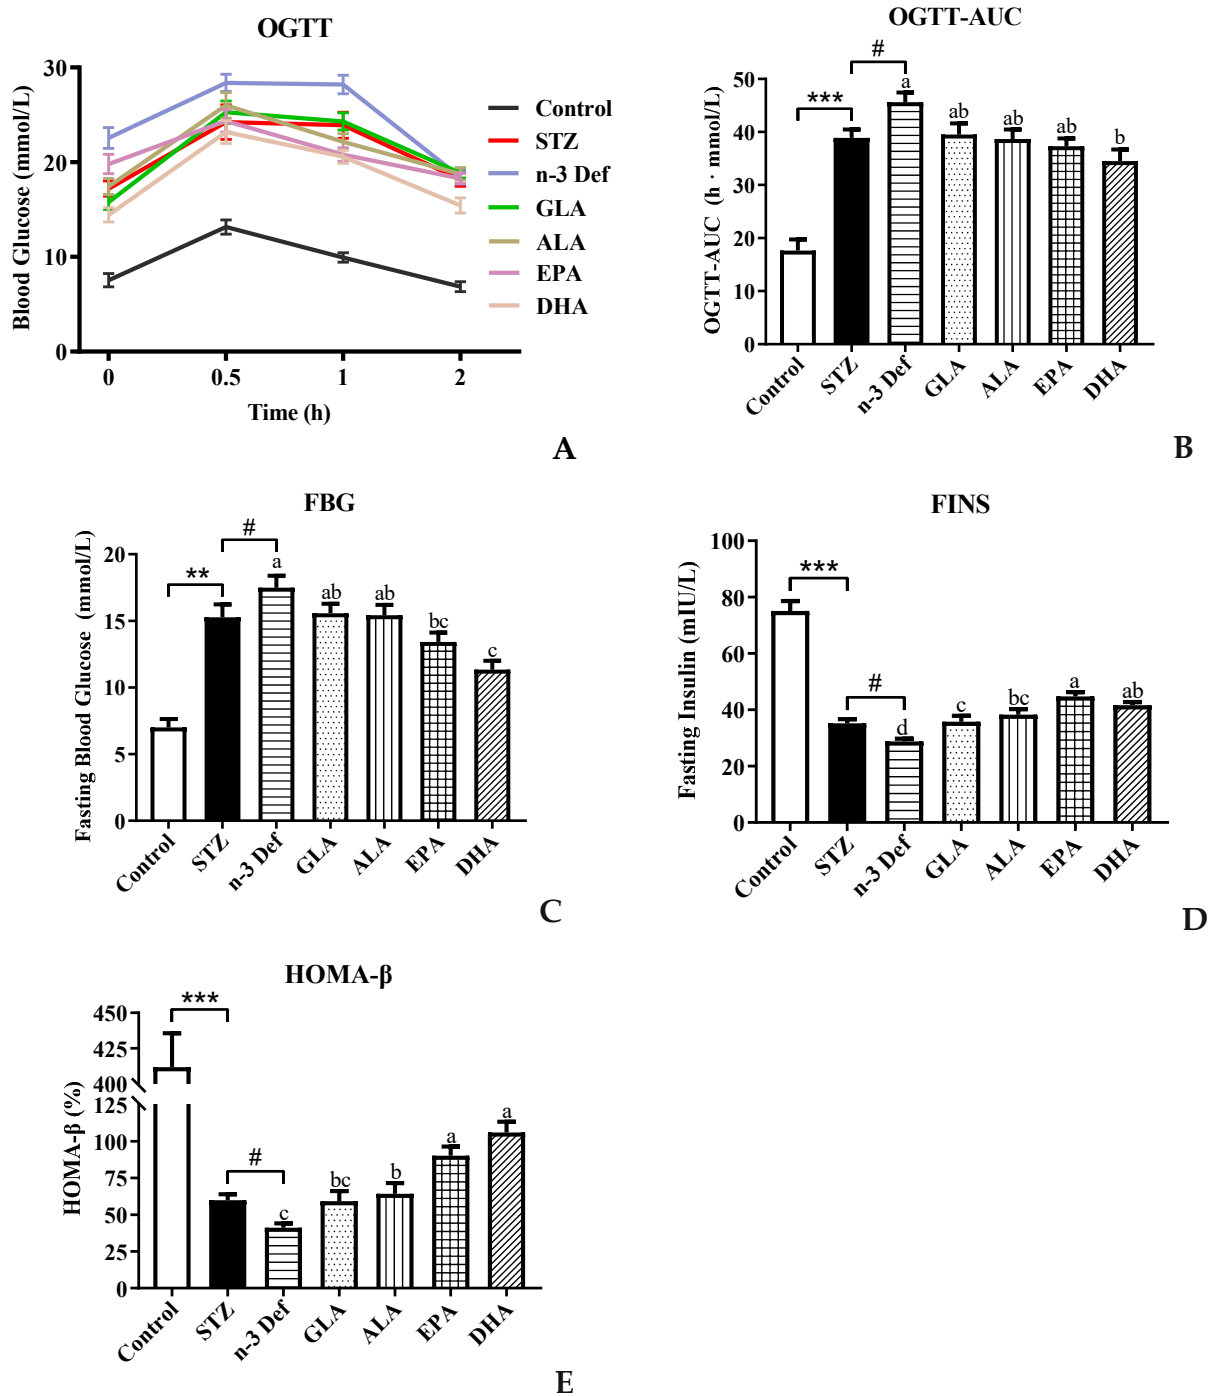 OGTT
Blood Glucose (mmol/L)
30
20
10
0
0 0.5 1 2
Time (h)
Control
STZ
n-3 Def
GLA
ALA
EPA
DHA
A
OGTT-AUC
OGTT-AUC (h · mmol/L)
50
40
30
20
10
0
***
#
a
ab
ab
ab
b
Control STZ n-3 Def GLA ALA EPA DHA
B
FBG
Fasting Blood Glucose (mmol/L)
20
15
10
5
0
**
#
a
ab
ab
bc
c
Control STZ n-3 Def GLA ALA EPA DHA
C
FINS
Fasting Insulin (mIU/L)
100
80
60
40
20
0
***
#
d
c
bc
a
ab
Control STZ n-3 Def GLA ALA EPA DHA
D
HOMA-β
HOMA-β (%)
450
425
400
125
100
75
50
25
0
***
#
c
bc
b
a
a
Control STZ n-3 Def GLA ALA EPA DHA
E